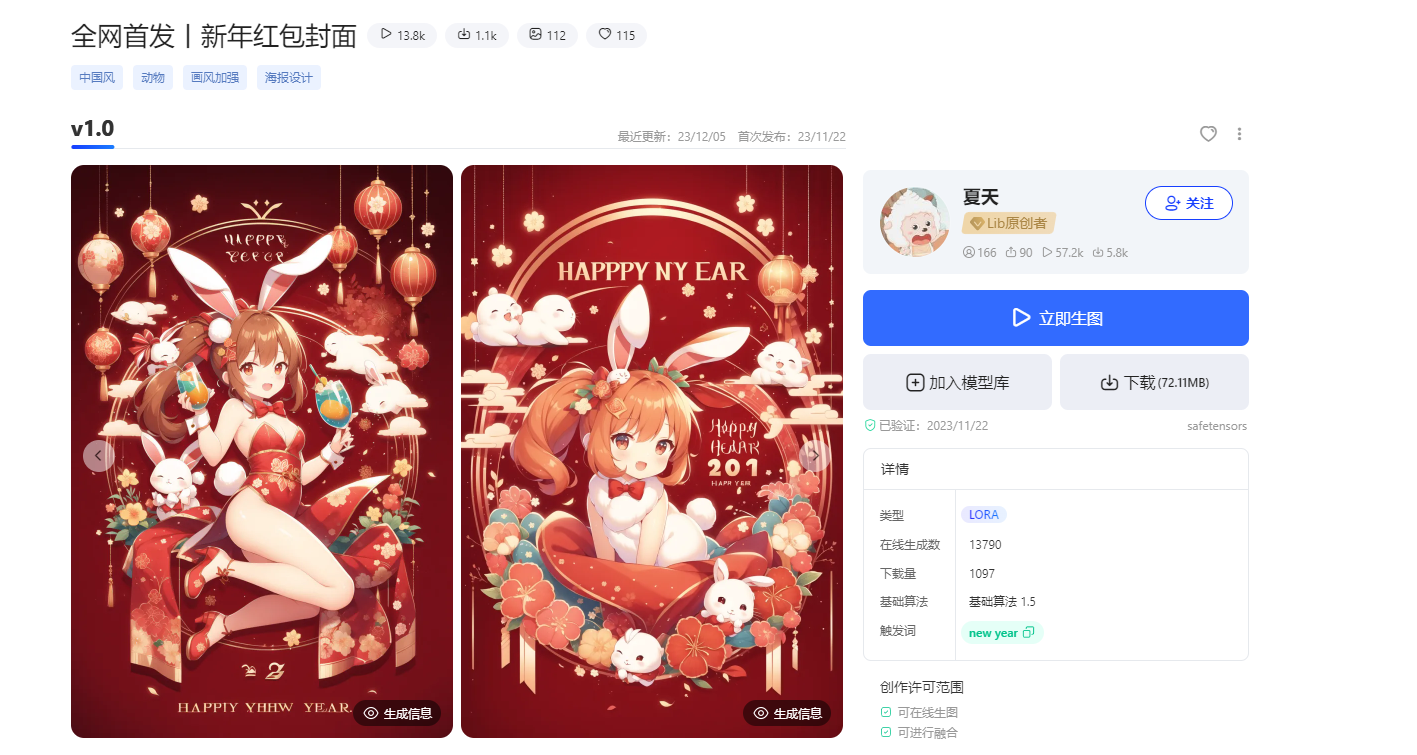 全网首发丨新年红包封面 13.8k 1.1k 112 115
中国风 动物 画风加强 海报设计
v1.0
最近更新：23/12/05 首次发布：23/11/22
HAPPPY NY EAR
Happy
201
HAPPIY YHHW YEAR.
生成信息
生成信息
夏天
Lib原创者
166 90 57.2k 5.8k
关注
立即生图
加入模型库
下载(72.11MB)
已验证：2023/11/22
safetensors
详情
类型 LORA
在线生成数 13790
下载量 1097
基础算法 基础算法 1.5
触发词 new year
创作许可范围
可在线生图
可进行融合